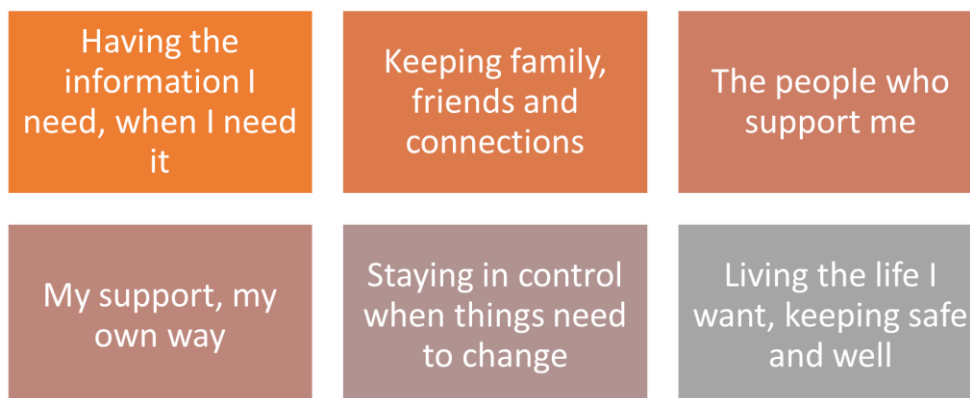 Having the
information I
need, when I need
it
Keeping family,
friends and
connections
The people who
support me
My support, my
own way
Staying in control
when things need
to change
Living the life I
want, keeping safe
and well